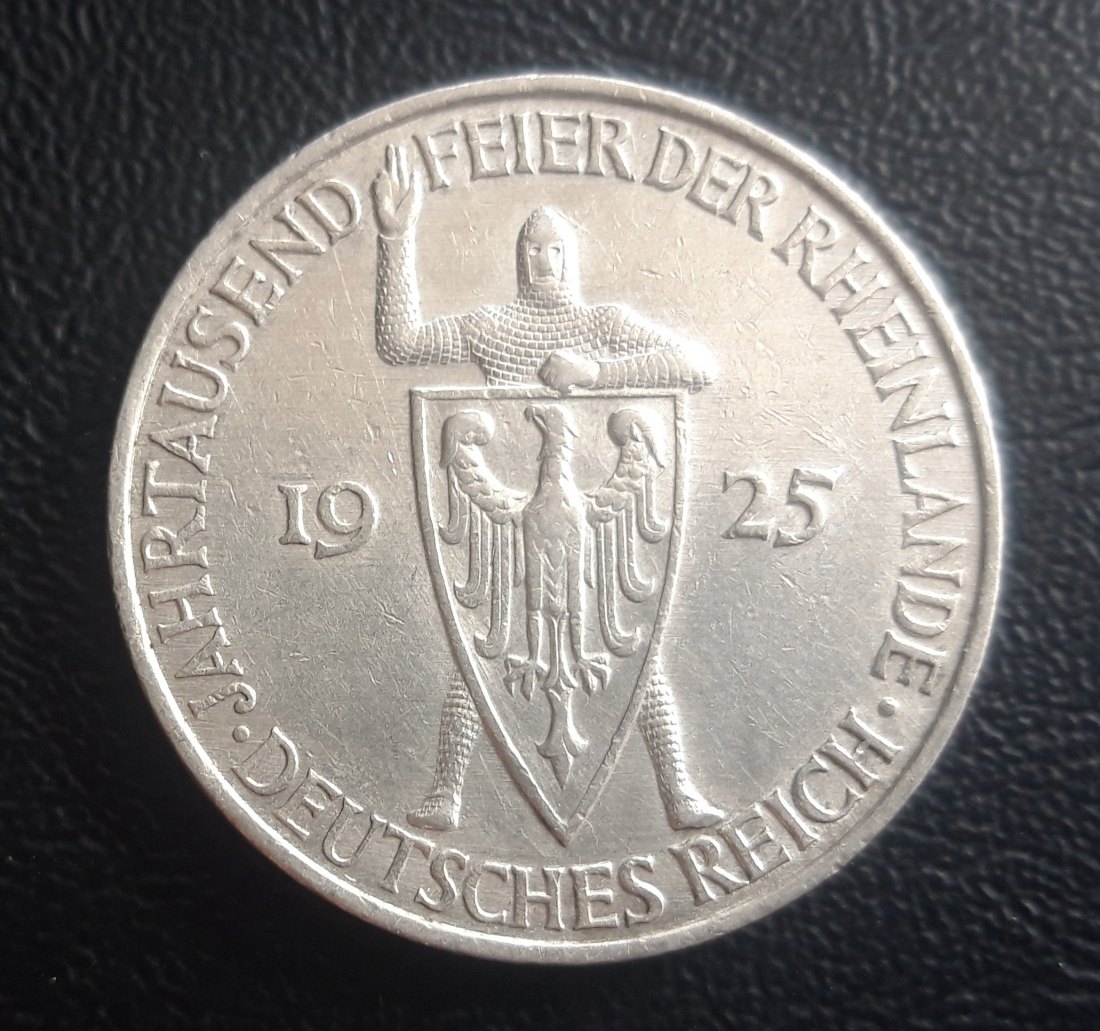 JAHRTAUSENDFEIER DER RHEINLANDE
19 25
· DEUTSCHES REICH ·